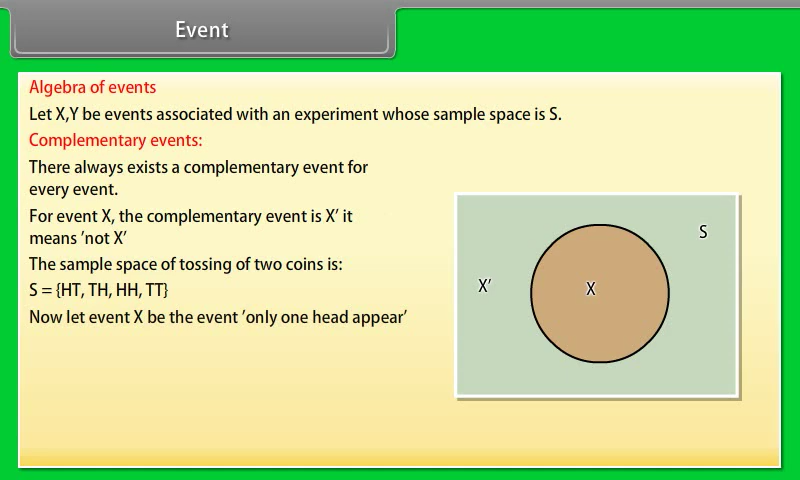 Event
Algebra of events
Let X,Y be events associated with an experiment whose sample space is S.
Complementary events:
There always exists a complementary event for
every event.
For event X, the complementary event is X′ it
means ′not X′
The sample space of tossing of two coins is:
S = {HT, TH, HH, TT}
Now let event X be the event ′only one head appear′
S
X′
X